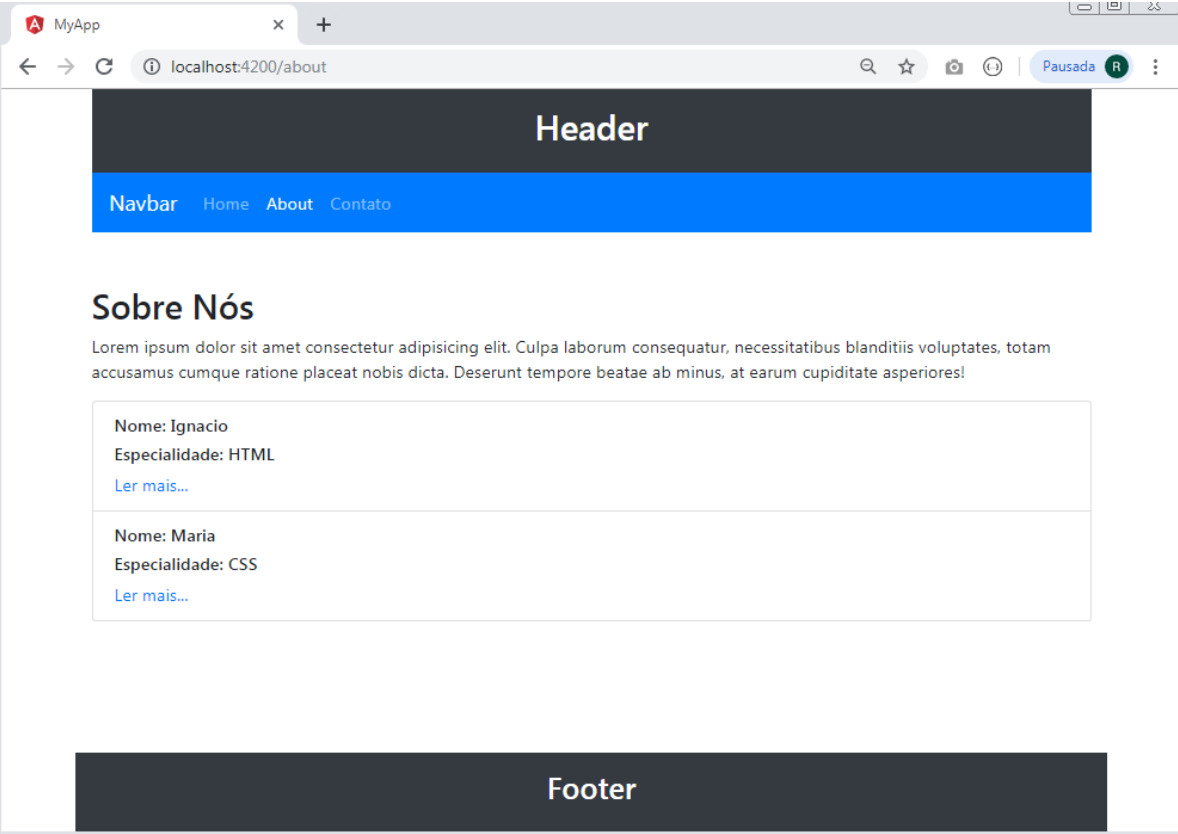 MyApp
localhost:4200/about
Pausada R
Header
Navbar Home About Contato
Sobre Nós
Lorem ipsum dolor sit amet consectetur adipisicing elit. Culpa laborum consequatur, necessitatibus blanditiis voluptates, totam
accusamus cumque ratione placeat nobis dicta. Deserunt tempore beatae ab minus, at earum cupiditate asperiores!
Nome: Ignacio
Especialidade: HTML
Ler mais...
Nome: Maria
Especialidade: CSS
Ler mais...
Footer